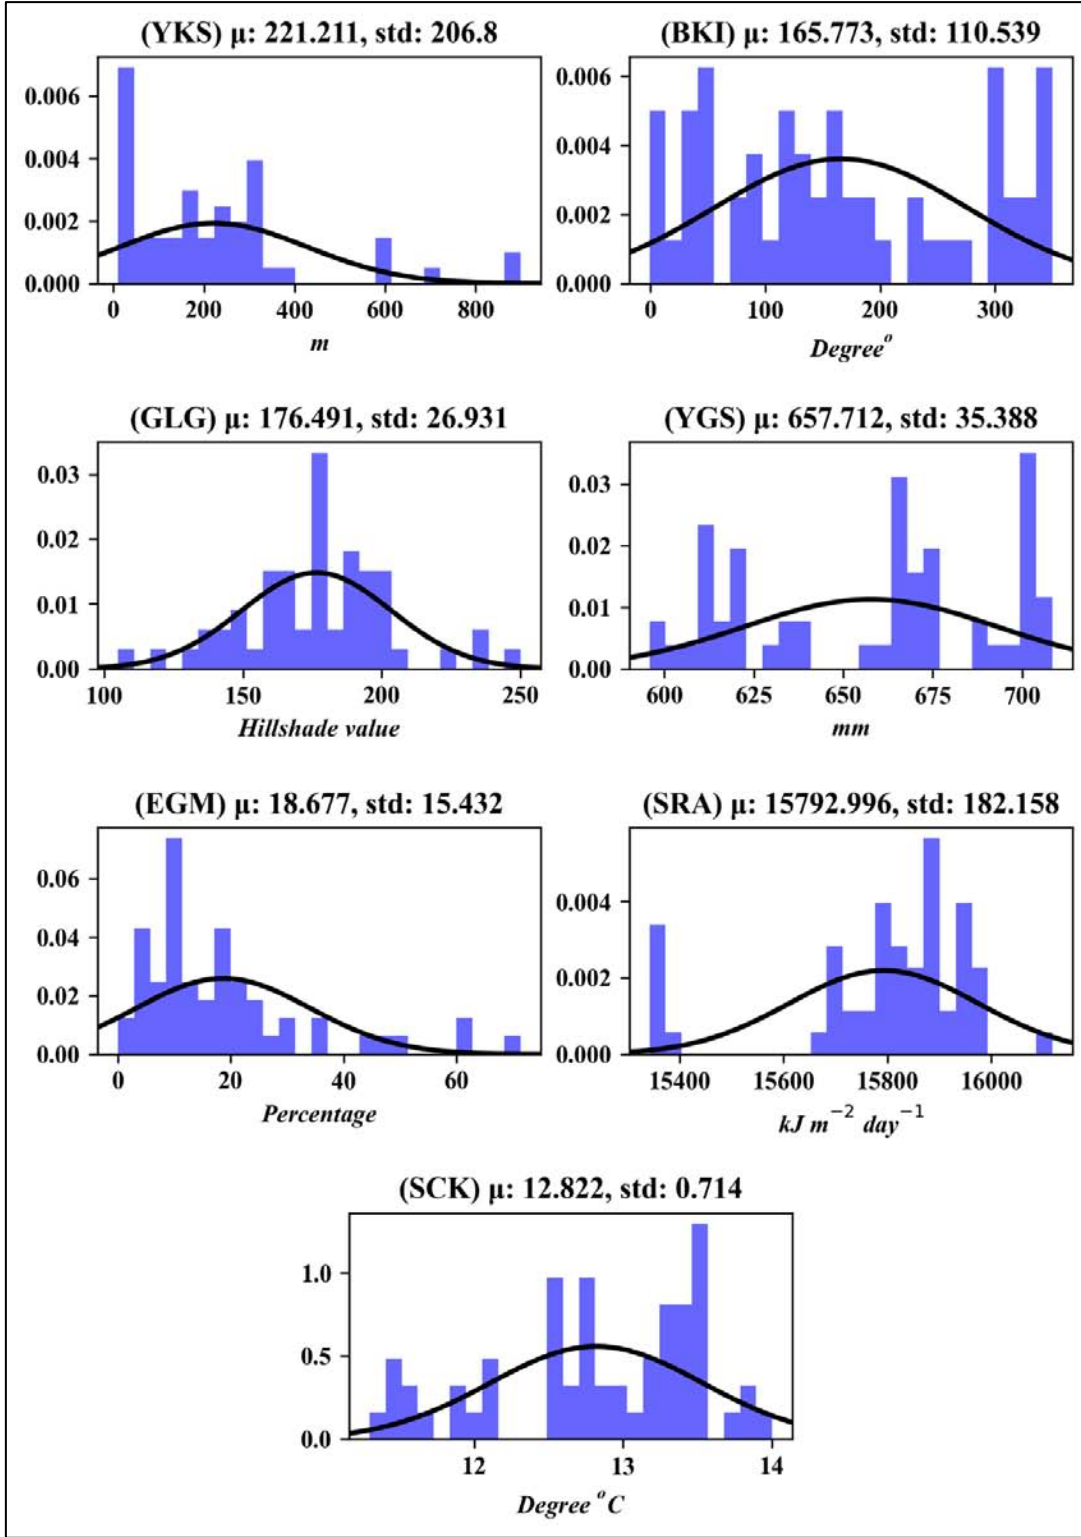 (YKS) μ: 221.211, std: 206.8
0.006
0.004
0.002
0.000
0 200 400 600 800
m
(BKI) μ: 165.773, std: 110.539
0.006
0.004
0.002
0.000
0 100 200 300
Degree⁰
(GLG) μ: 176.491, std: 26.931
0.03
0.02
0.01
0.00
100 150 200 250
Hillshade value
(YGS) μ: 657.712, std: 35.388
0.03
0.02
0.01
0.00
600 625 650 675 700
mm
(EGM) μ: 18.677, std: 15.432
0.06
0.04
0.02
0.00
0 20 40 60
Percentage
(SRA) μ: 15792.996, std: 182.158
0.004
0.002
0.000
15400 15600 15800 16000
kJ m⁻² day⁻¹
(SCK) μ: 12.822, std: 0.714
1.0
0.5
0.0
12 13 14
Degree ⁰C